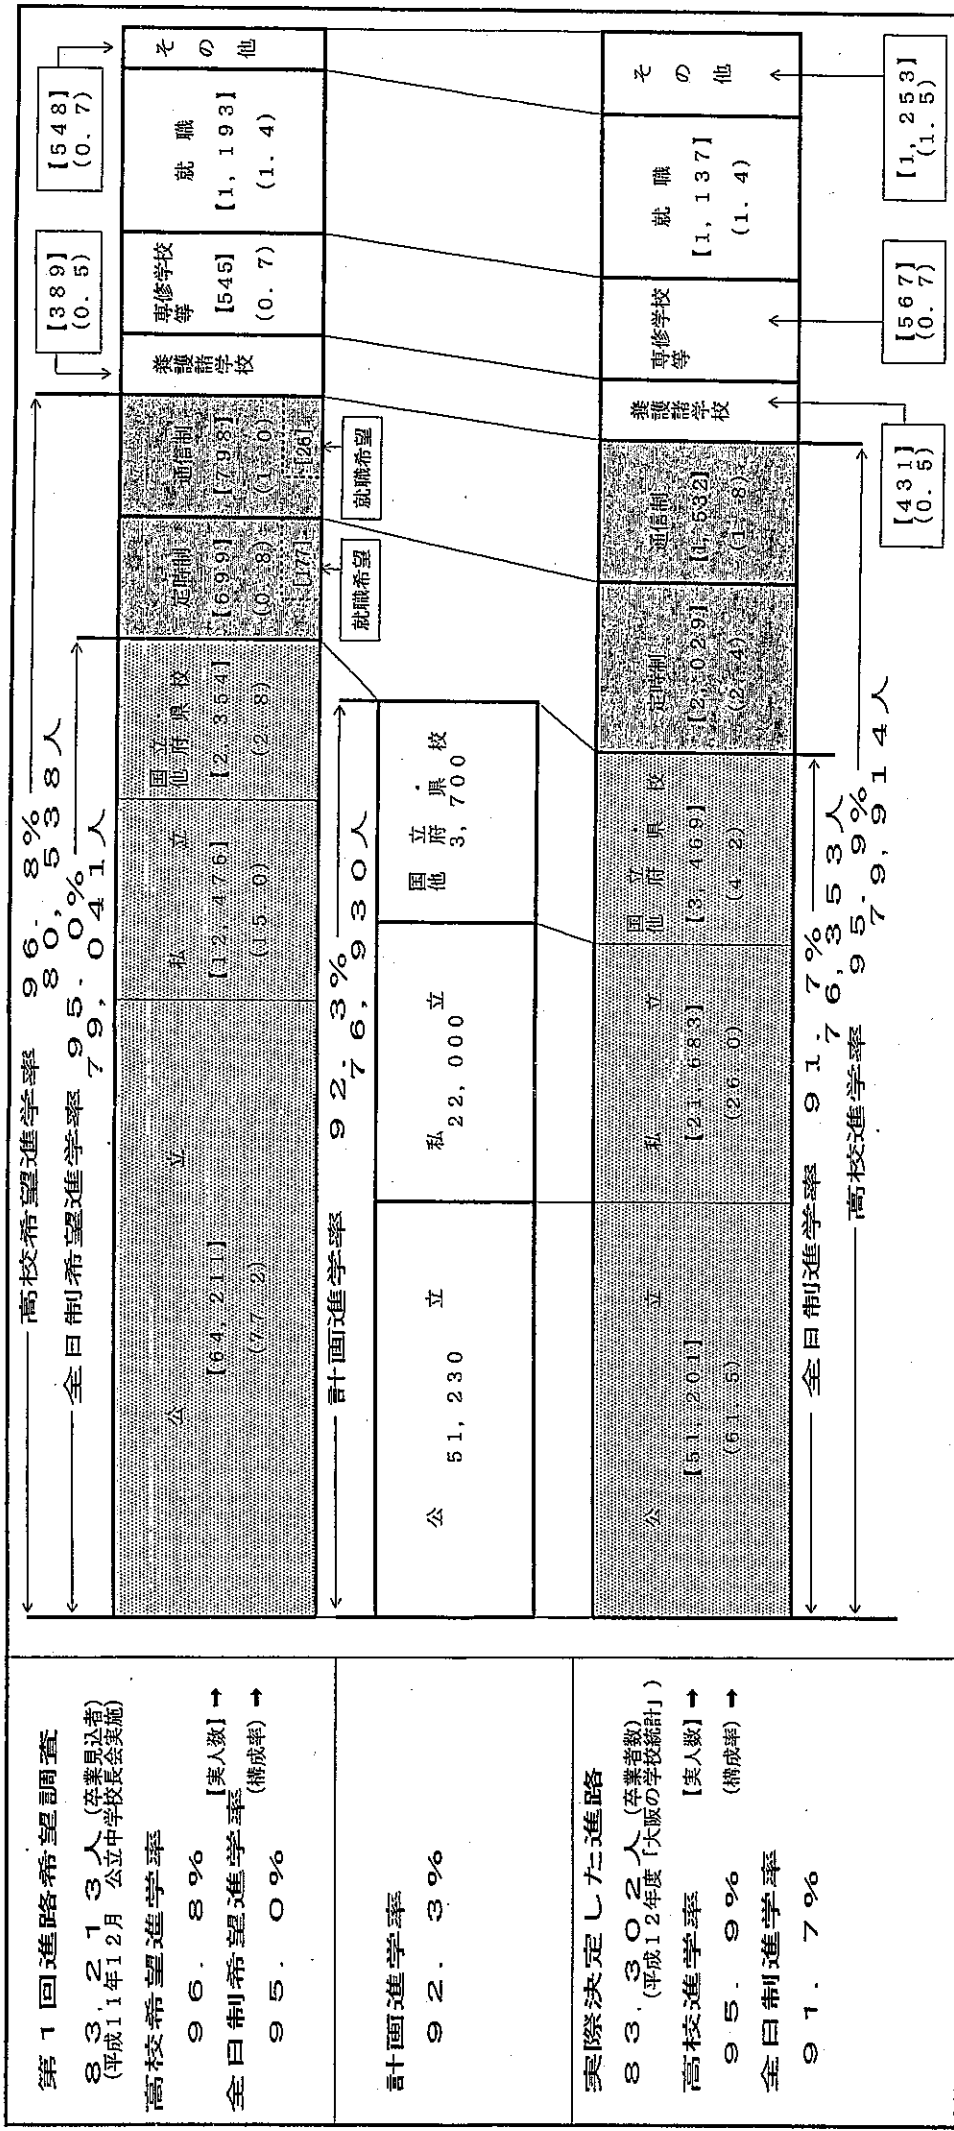 第1回進路希望調査
83,213人(卒業見込者)
(平成11年12月 公立中学校長会実施)
高校希望進学率
96.8%
【実人数】→
全日制希望進学率
(構成率)→
95.0%
高校希望進学率 96.8%
80,538人
全日制希望進学率 95.0%
79,041人
公立
【64,211】
(77.2)
私立
【12,476】
(15.0)
国立・
他府県校
【2,354】
(2.8)
定時制
【699】
(0.8)
[177]
就職希望
通信制
【798】
(1.0)
[26]
就職希望
養護諸学校
【389】
(0.5)
専修学校
等
【545】
(0.7)
就職
【1,193】
(1.4)
その他
【548】
(0.7)
計画進学率
92.3%
計画進学率 92.3%
76,930人
公立
51,230
私立
22,000
国立・
他府県校
3,700
実際決定した進路
83,302人(卒業者数)
(平成12年度「大阪の学校統計」)
高校進学率
【実人数】→
95.9%
(構成率)→
全日制進学率
91.7%
公立
【51,201】
(61.5)
私立
【21,683】
(26.0)
国立・
他府県校
【3,469】
(4.2)
定時制
【2,029】
(2.4)
通信制
【1,532】
(1.8)
養護諸学校
【431】
(0.5)
専修学校
等
【567】
(0.7)
就職
【1,137】
(1.4)
その他
【1,253】
(1.5)
全日制進学率 91.7%
76,353人
高校進学率 95.9%
79,914人